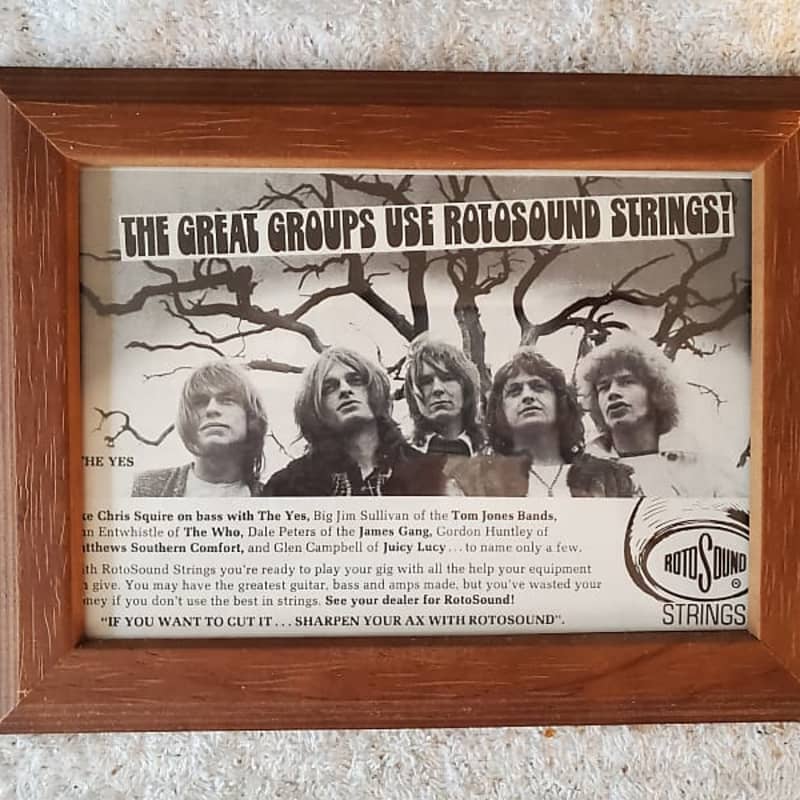 THE GREAT GROUPS USE ROTOSOUND STRINGS!
HE YES
ke Chris Squire on bass with The Yes, Big Jim Sullivan of the Tom Jones Bands,
n Entwhistle of The Who, Dale Peters of the James Gang, Gordon Huntley of
tthews Southern Comfort, and Glen Campbell of Juicy Lucy... to name only a few.
th RotoSound Strings you're ready to play your gig with all the help your equipment
n give. You may have the greatest guitar, bass and amps made, but you've wasted your
ney if you don't use the best in strings. See your dealer for RotoSound!
"IF YOU WANT TO CUT IT... SHARPEN YOUR AX WITH ROTOSOUND".
ROTOSOUND
®
STRINGS